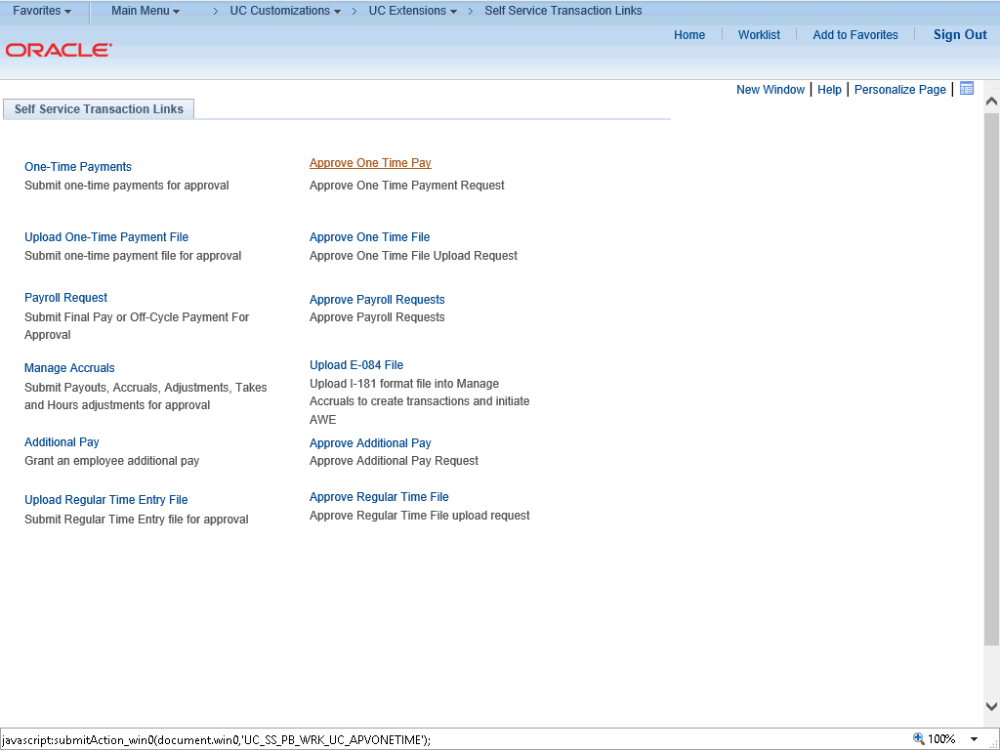 Favorites Main Menu > UC Customizations > UC Extensions > Self Service Transaction Links
Home Worklist Add to Favorites Sign Out
ORACLE
New Window | Help | Personalize Page |
Self Service Transaction Links
One-Time Payments
Submit one-time payments for approval
Approve One Time Pay
Approve One Time Payment Request
Upload One-Time Payment File
Submit one-time payment file for approval
Approve One Time File
Approve One Time File Upload Request
Payroll Request
Submit Final Pay or Off-Cycle Payment For
Approval
Approve Payroll Requests
Approve Payroll Requests
Manage Accruals
Submit Payouts, Accruals, Adjustments, Takes
and Hours adjustments for approval
Upload E-084 File
Upload I-181 format file into Manage
Accruals to create transactions and initiate
AWE
Additional Pay
Grant an employee additional pay
Approve Additional Pay
Approve Additional Pay Request
Upload Regular Time Entry File
Submit Regular Time Entry file for approval
Approve Regular Time File
Approve Regular Time File upload request
javascript:submitAction_win0(document.win0,'UC_SS_PB_WRK_UC_APVONETIME');
100%